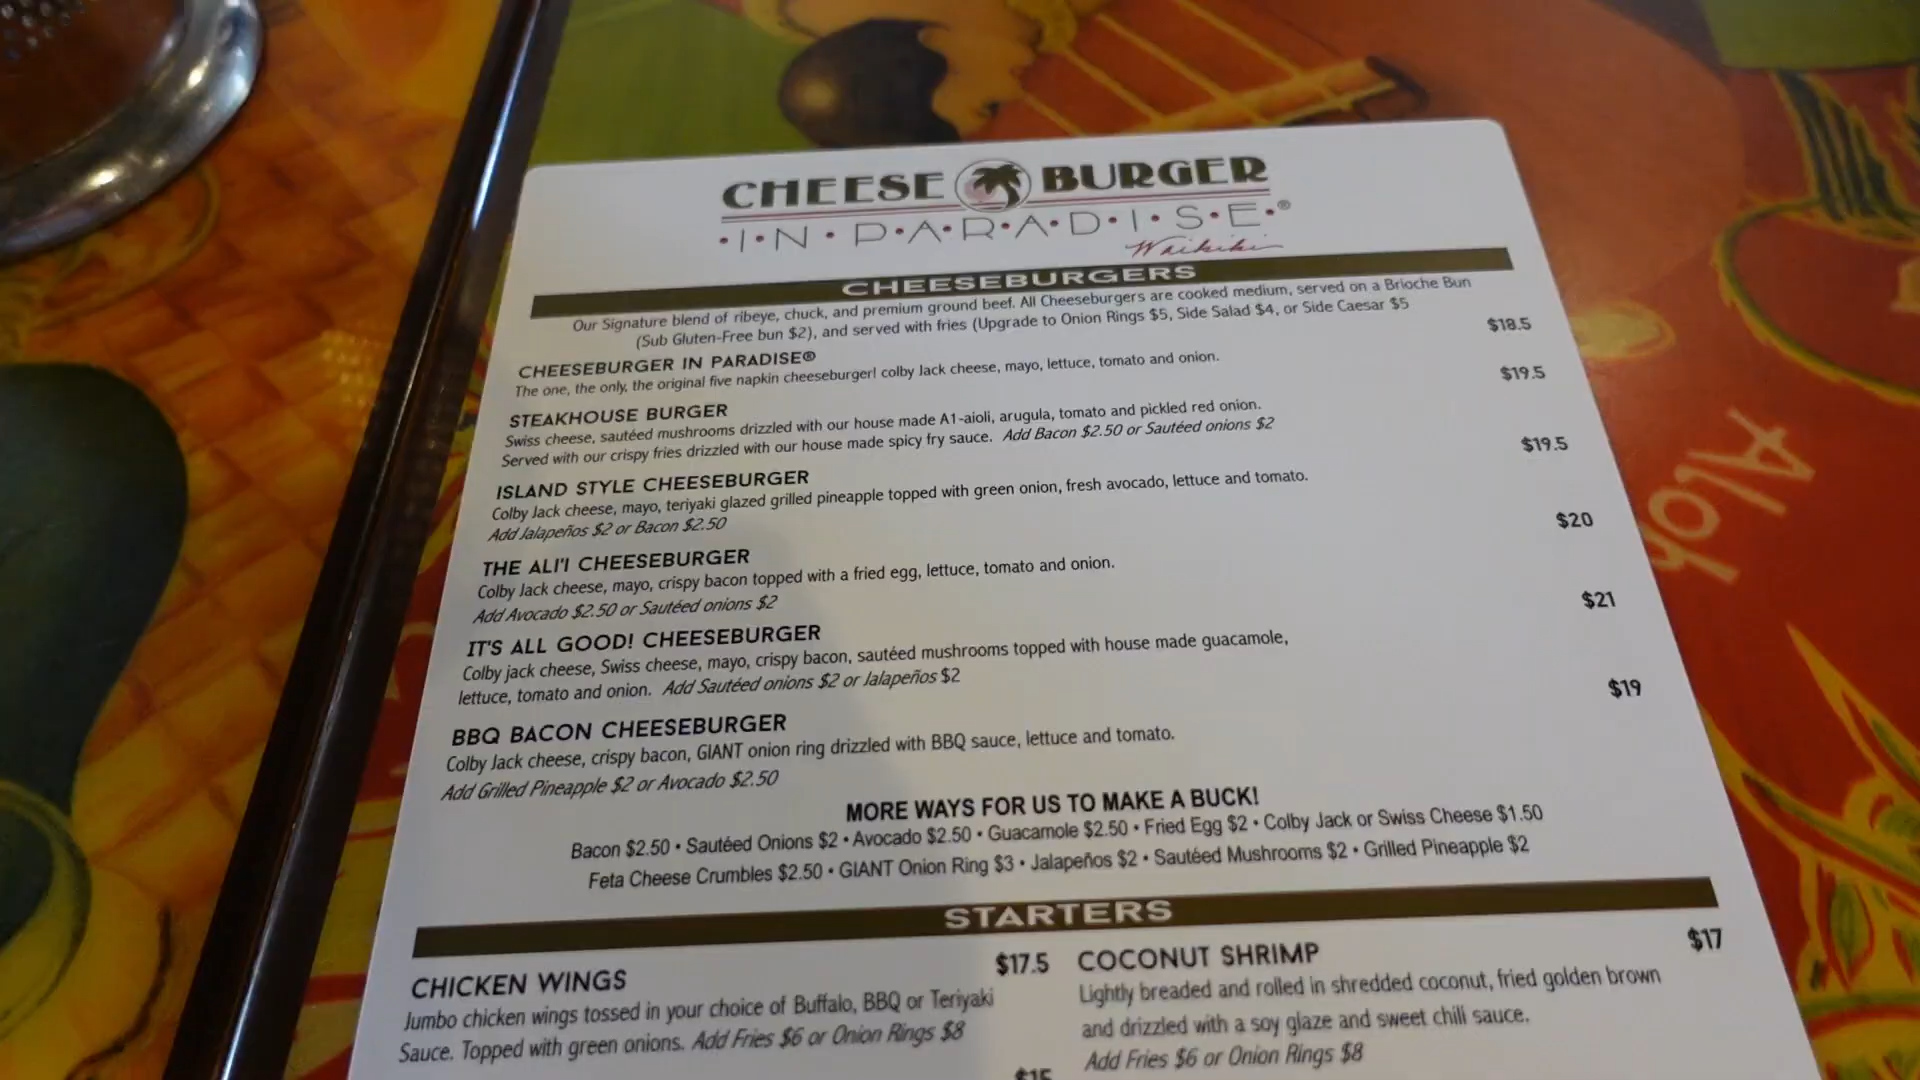 CHEESE BURGER
·I·N·P·A·R·A·D·I·S·E·®
Waikiki
CHEESEBURGERS
Our Signature blend of ribeye, chuck, and premium ground beef. All Cheeseburgers are cooked medium, served on a Brioche Bun
(Sub Gluten-Free bun $2), and served with fries (Upgrade to Onion Rings $5, Side Salad $4, or Side Caesar $5
CHEESEBURGER IN PARADISE® $18.5
The one, the only, the original five napkin cheeseburger! colby Jack cheese, mayo, lettuce, tomato and onion.
STEAKHOUSE BURGER $19.5
Swiss cheese, sautéed mushrooms drizzled with our house made A1-aioli, arugula, tomato and pickled red onion.
Served with our crispy fries drizzled with our house made spicy fry sauce. Add Bacon $2.50 or Sautéed onions $2
ISLAND STYLE CHEESEBURGER $19.5
Colby Jack cheese, mayo, teriyaki glazed grilled pineapple topped with green onion, fresh avocado, lettuce and tomato.
Add Jalapeños $2 or Bacon $2.50
THE ALI'I CHEESEBURGER $20
Colby Jack cheese, mayo, crispy bacon topped with a fried egg, lettuce, tomato and onion.
Add Avocado $2.50 or Sautéed onions $2
IT'S ALL GOOD! CHEESEBURGER $21
Colby jack cheese, Swiss cheese, mayo, crispy bacon, sautéed mushrooms topped with house made guacamole,
lettuce, tomato and onion. Add Sautéed onions $2 or Jalapeños $2
BBQ BACON CHEESEBURGER $19
Colby Jack cheese, crispy bacon, GIANT onion ring drizzled with BBQ sauce, lettuce and tomato.
Add Grilled Pineapple $2 or Avocado $2.50
MORE WAYS FOR US TO MAKE A BUCK!
Bacon $2.50 • Sautéed Onions $2 • Avocado $2.50 • Guacamole $2.50 • Fried Egg $2 • Colby Jack or Swiss Cheese $1.50
Feta Cheese Crumbles $2.50 • GIANT Onion Ring $3 • Jalapeños $2 • Sautéed Mushrooms $2 • Grilled Pineapple $2
STARTERS
CHICKEN WINGS $17.5
Jumbo chicken wings tossed in your choice of Buffalo, BBQ or Teriyaki
Sauce. Topped with green onions. Add Fries $6 or Onion Rings $8
$15
COCONUT SHRIMP $17
Lightly breaded and rolled in shredded coconut, fried golden brown
and drizzled with a soy glaze and sweet chili sauce.
Add Fries $6 or Onion Rings $8
Aloh